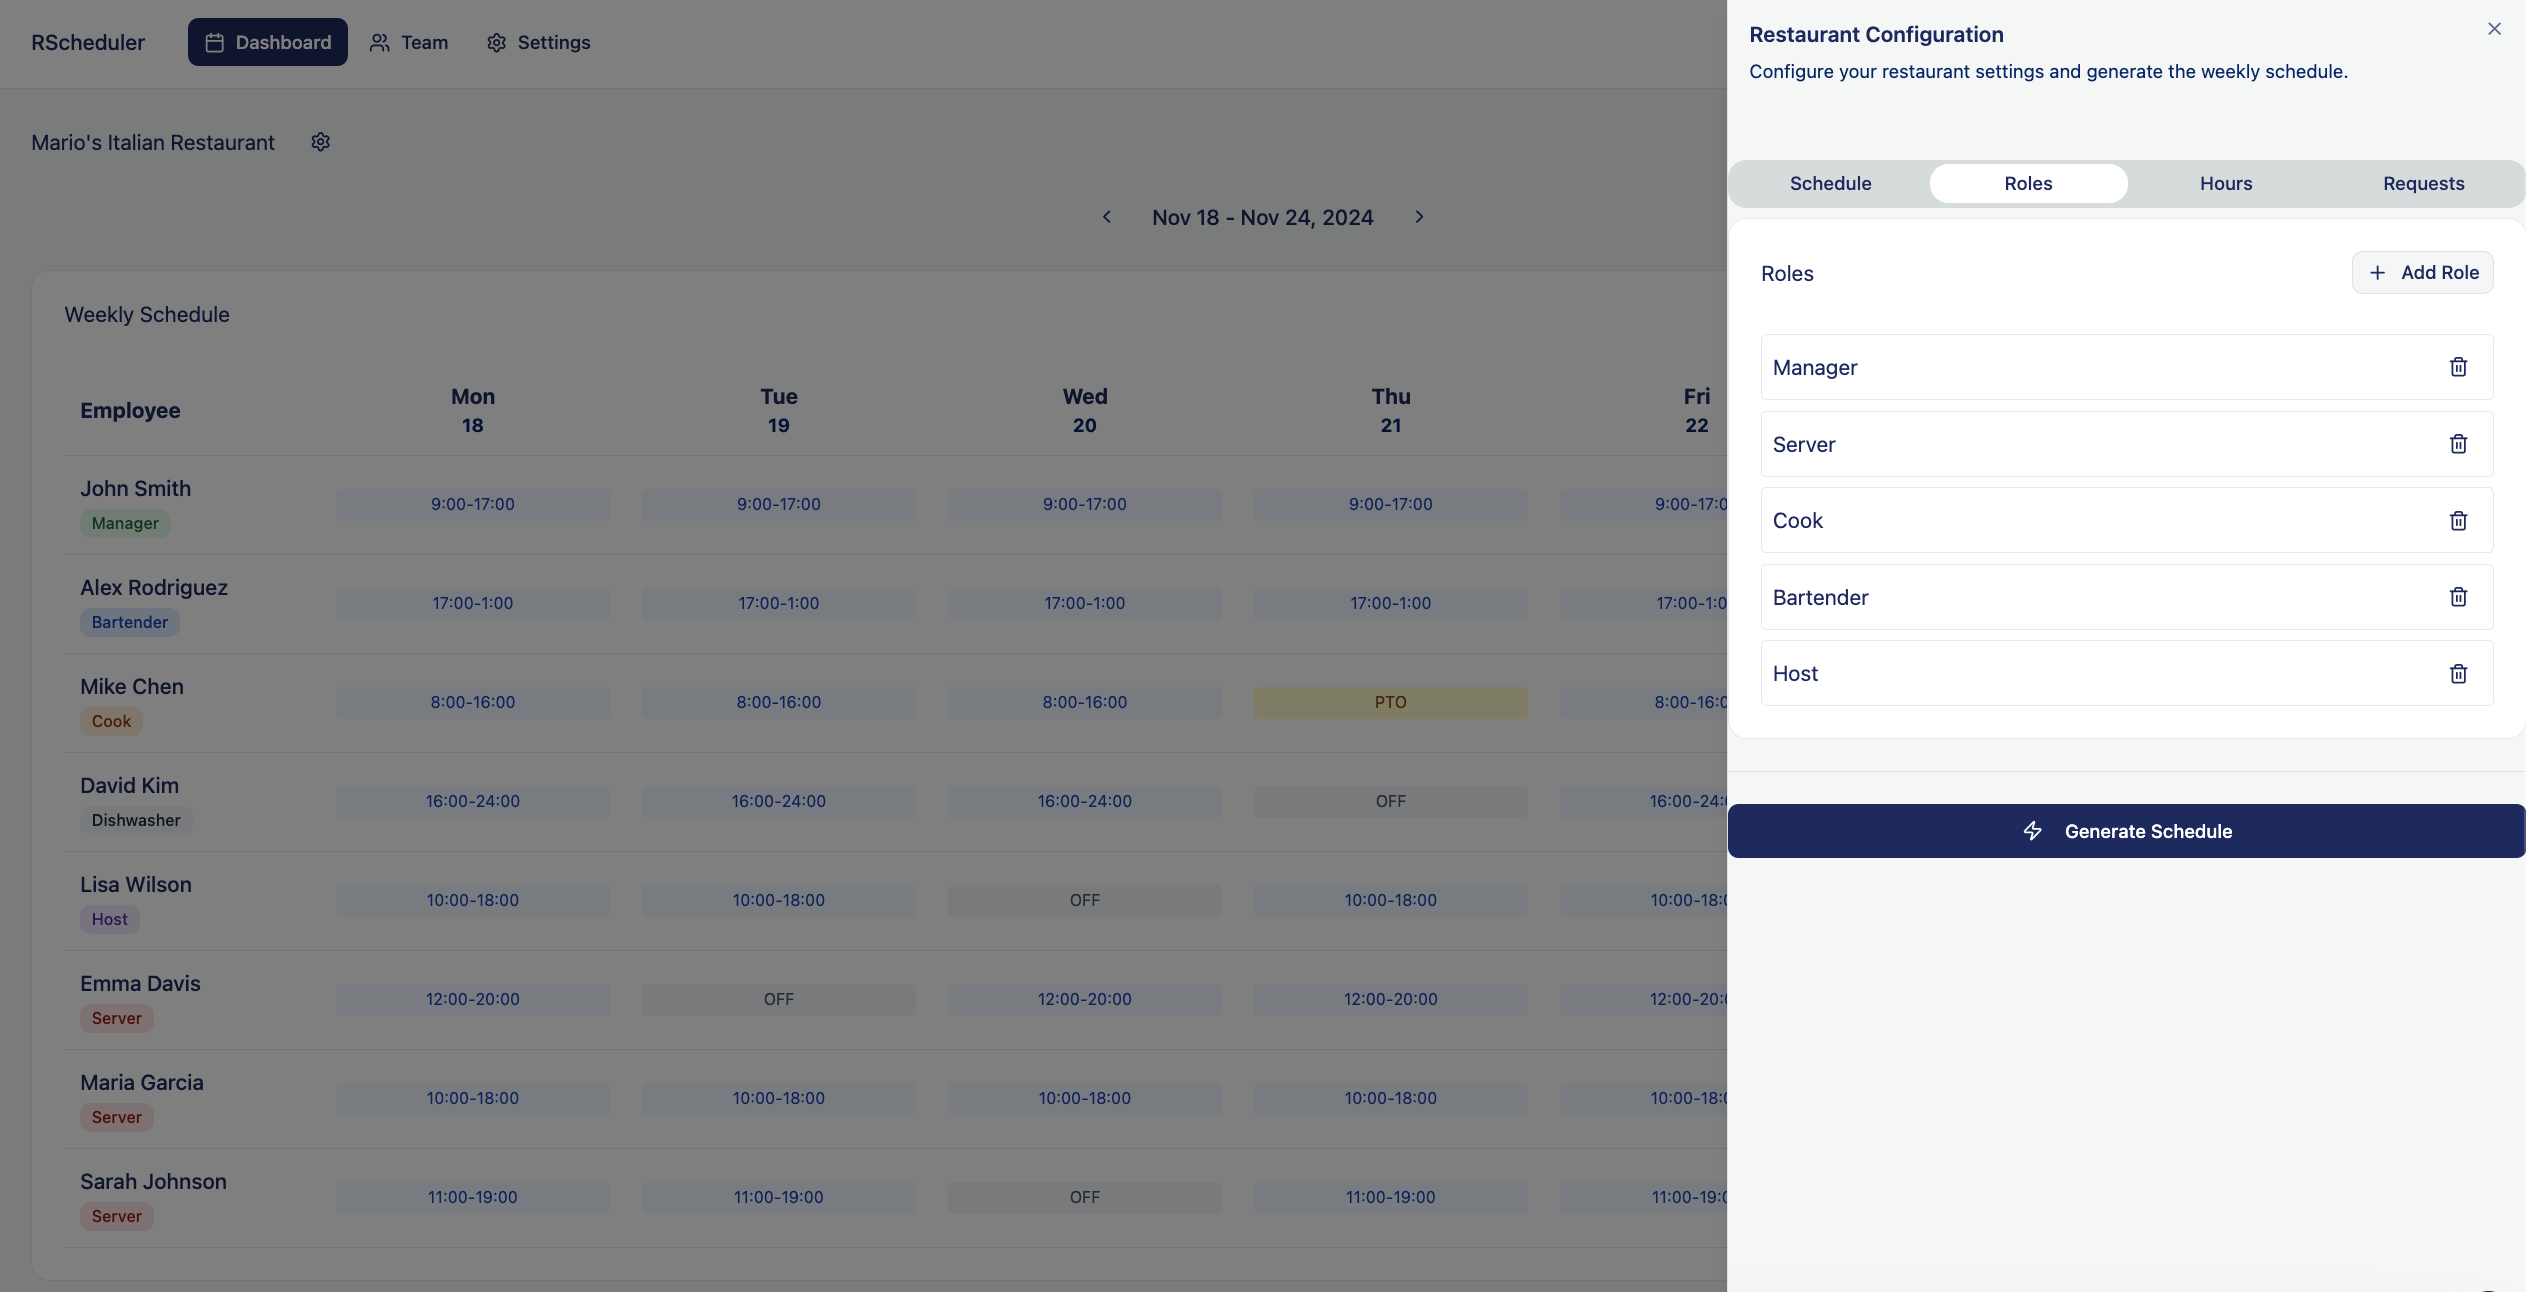 RScheduler
Dashboard
Team
Settings
Mario's Italian Restaurant
Nov 18 - Nov 24, 2024
Weekly Schedule
Employee Mon 18 Tue 19 Wed 20 Thu 21 Fri 22
John Smith
Manager
9:00-17:00 9:00-17:00 9:00-17:00 9:00-17:00 9:00-17:0
Alex Rodriguez
Bartender
17:00-1:00 17:00-1:00 17:00-1:00 17:00-1:00 17:00-1:0
Mike Chen
Cook
8:00-16:00 8:00-16:00 8:00-16:00 PTO 8:00-16:0
David Kim
Dishwasher
16:00-24:00 16:00-24:00 16:00-24:00 OFF 16:00-24:
Lisa Wilson
Host
10:00-18:00 10:00-18:00 OFF 10:00-18:00 10:00-18:
Emma Davis
Server
12:00-20:00 OFF 12:00-20:00 12:00-20:00 12:00-20:
Maria Garcia
Server
10:00-18:00 10:00-18:00 10:00-18:00 10:00-18:00 10:00-18:
Sarah Johnson
Server
11:00-19:00 11:00-19:00 OFF 11:00-19:00 11:00-19:
Restaurant Configuration
Configure your restaurant settings and generate the weekly schedule.
Schedule Roles Hours Requests
Roles
Add Role
Manager
Server
Cook
Bartender
Host
Generate Schedule